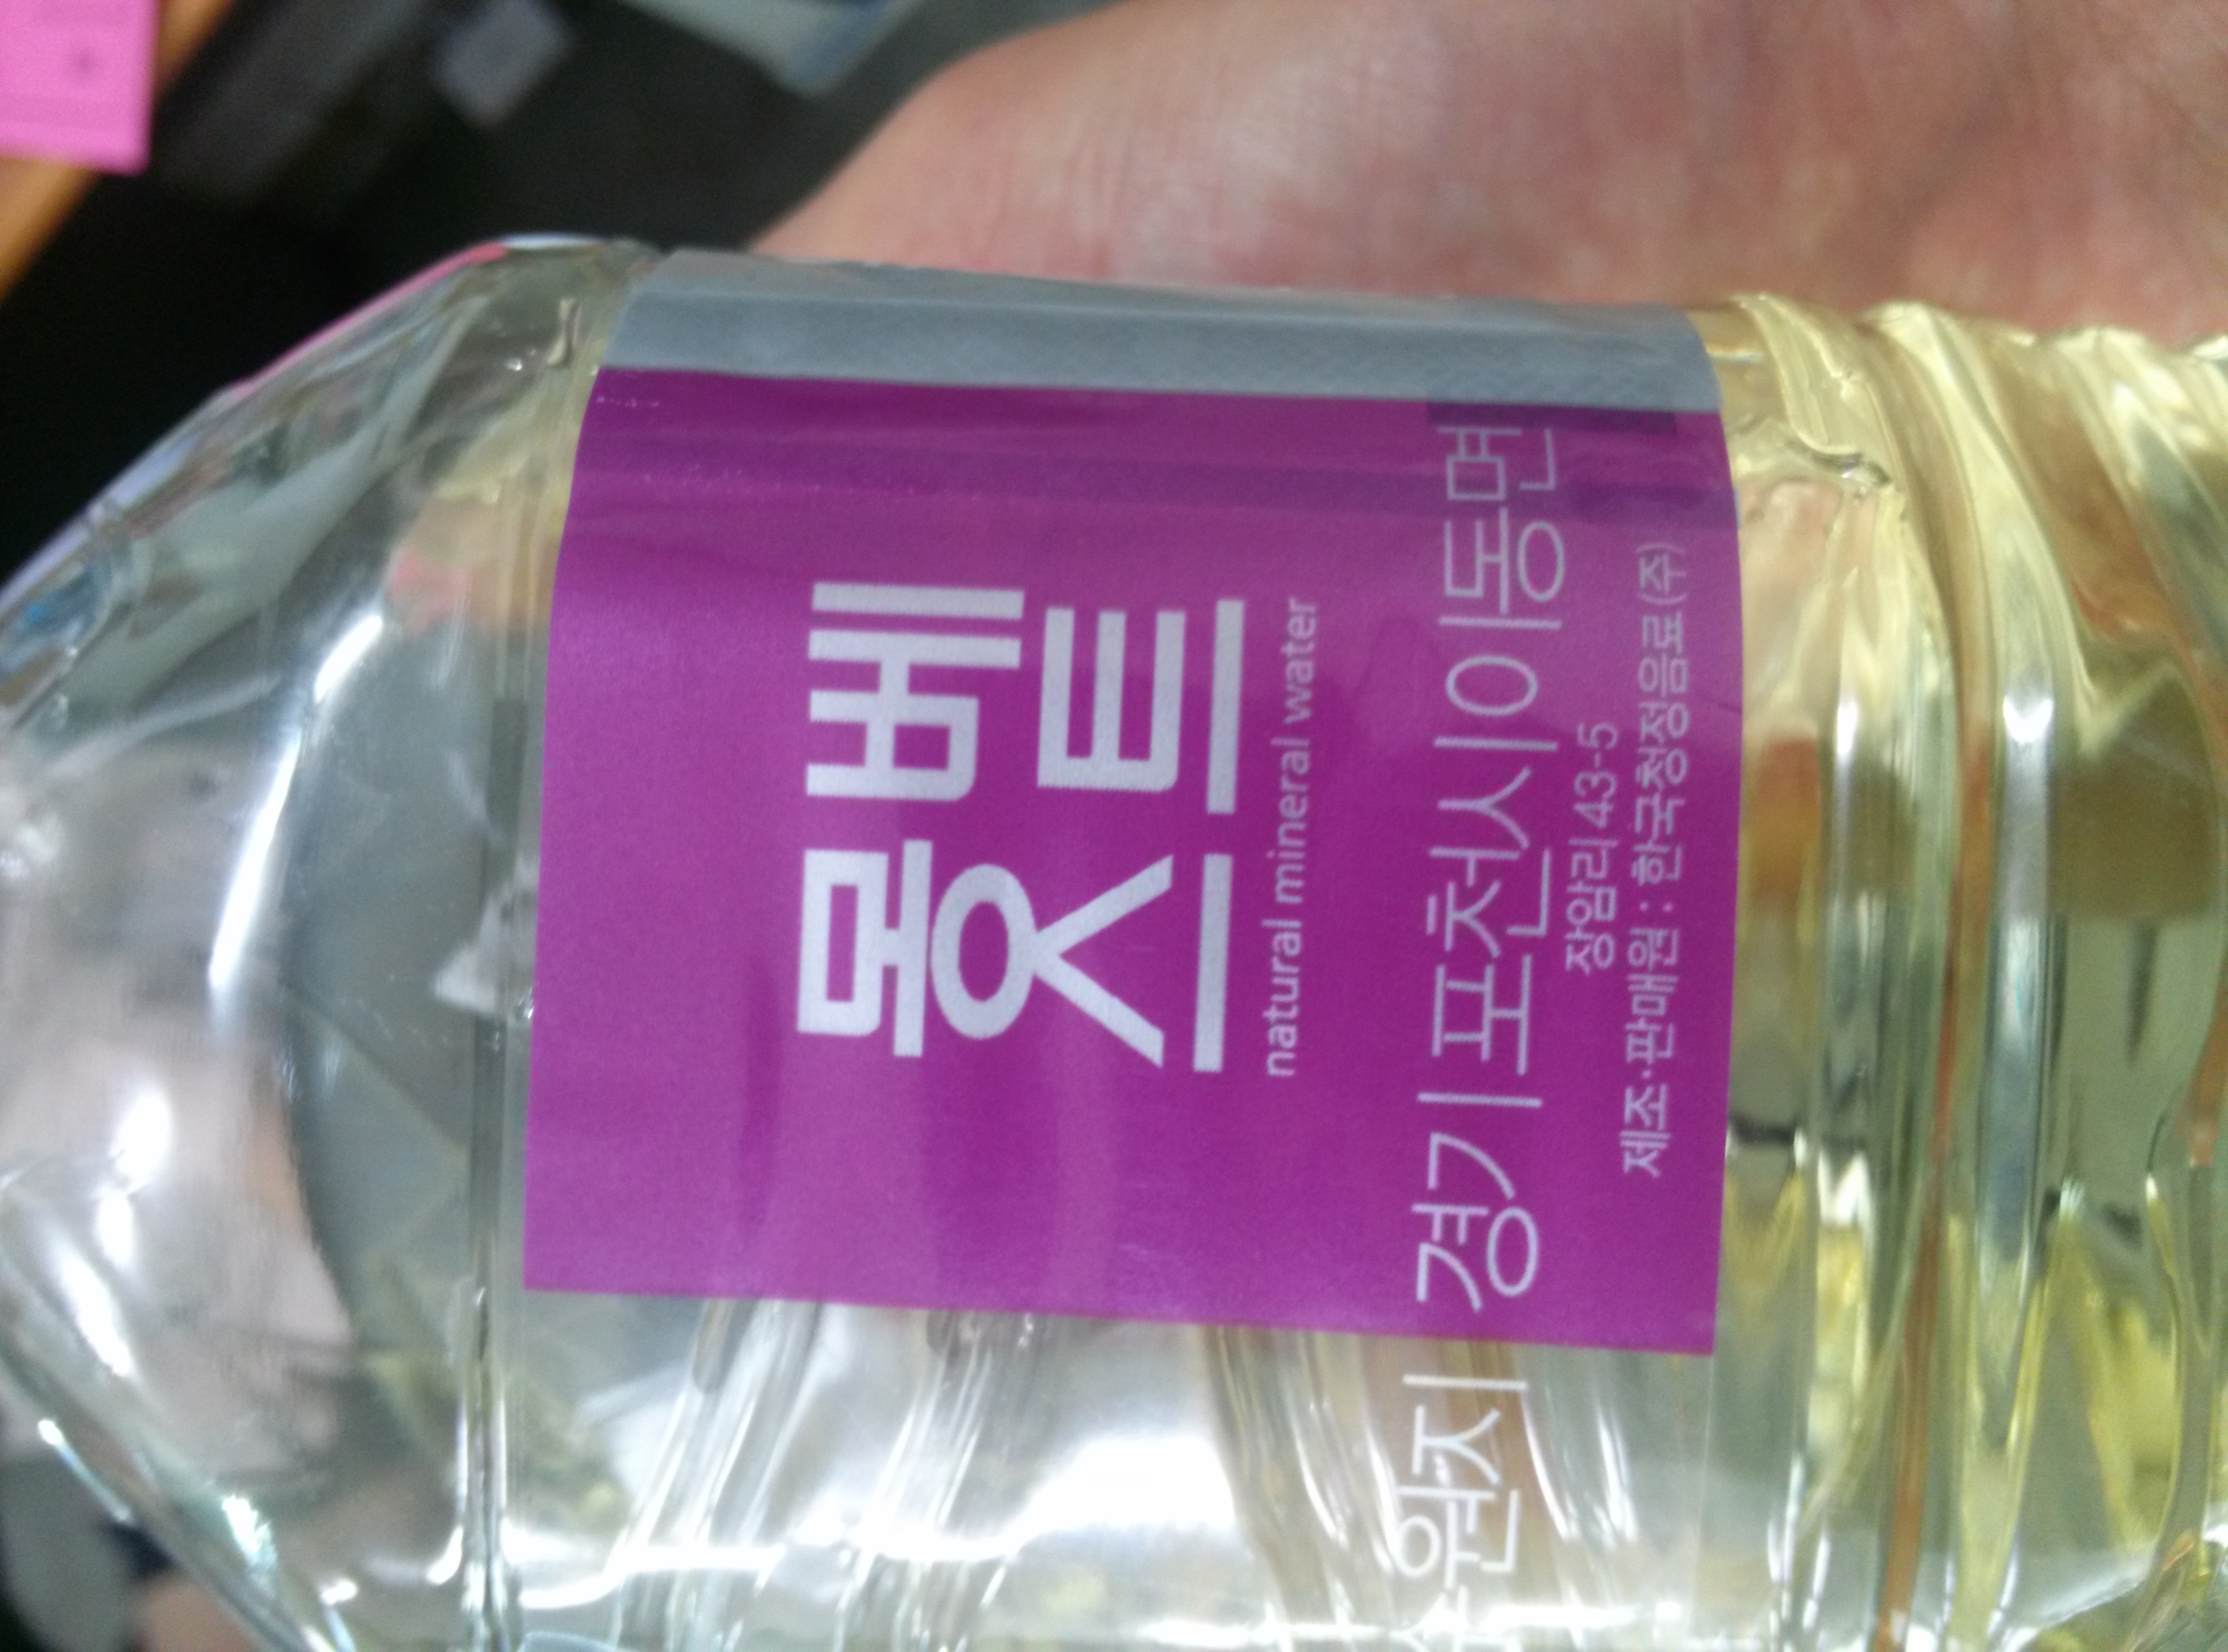 몽베
스트
natural mineral water
수원지 경기 포천시 이동면
장암리 43-5
제조·판매원 : 한국청정음료(주)